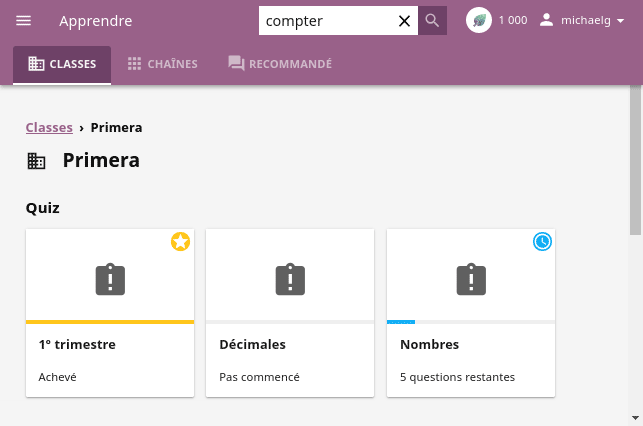 Apprendre
compter
1 000
michaelg
CLASSES
CHAÎNES
RECOMMANDÉ
Classes › Primera
Primera
Quiz
1° trimestre
Achevé
Décimales
Pas commencé
Nombres
5 questions restantes